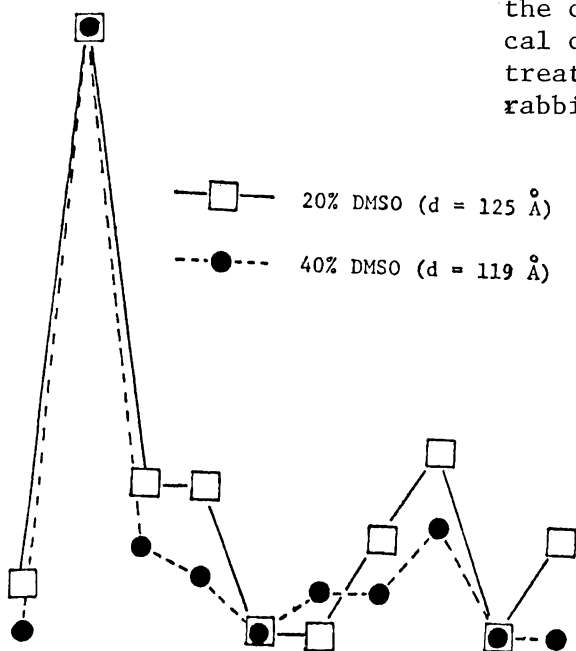 the c
cal c
treat
rabbi
20% DMSO (d = 125 Å)
40% DMSO (d = 119 Å)